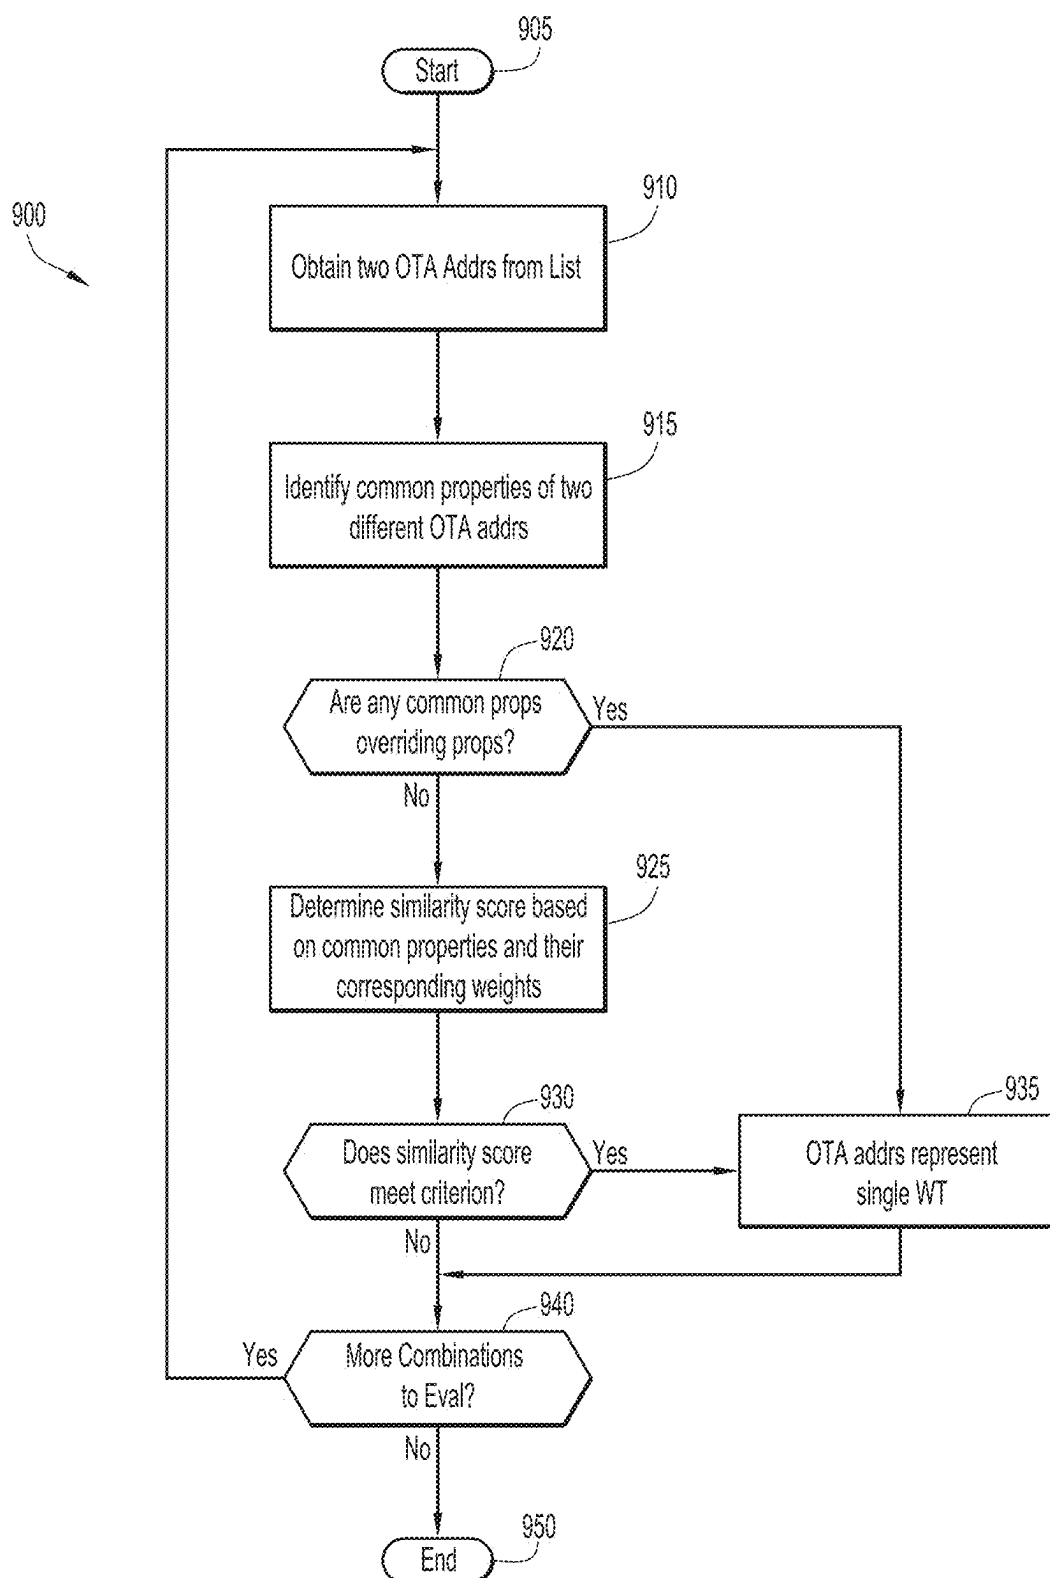 905
Start
900
910
Obtain two OTA Addrs from List
915
Identify common properties of two
different OTA addrs
920
Are any common props
overriding props?
Yes
No
925
Determine similarity score based
on common properties and their
corresponding weights
930
Does similarity score
meet criterion?
Yes
No
935
OTA addrs represent
single WT
940
More Combinations
to Eval?
Yes
No
950
End